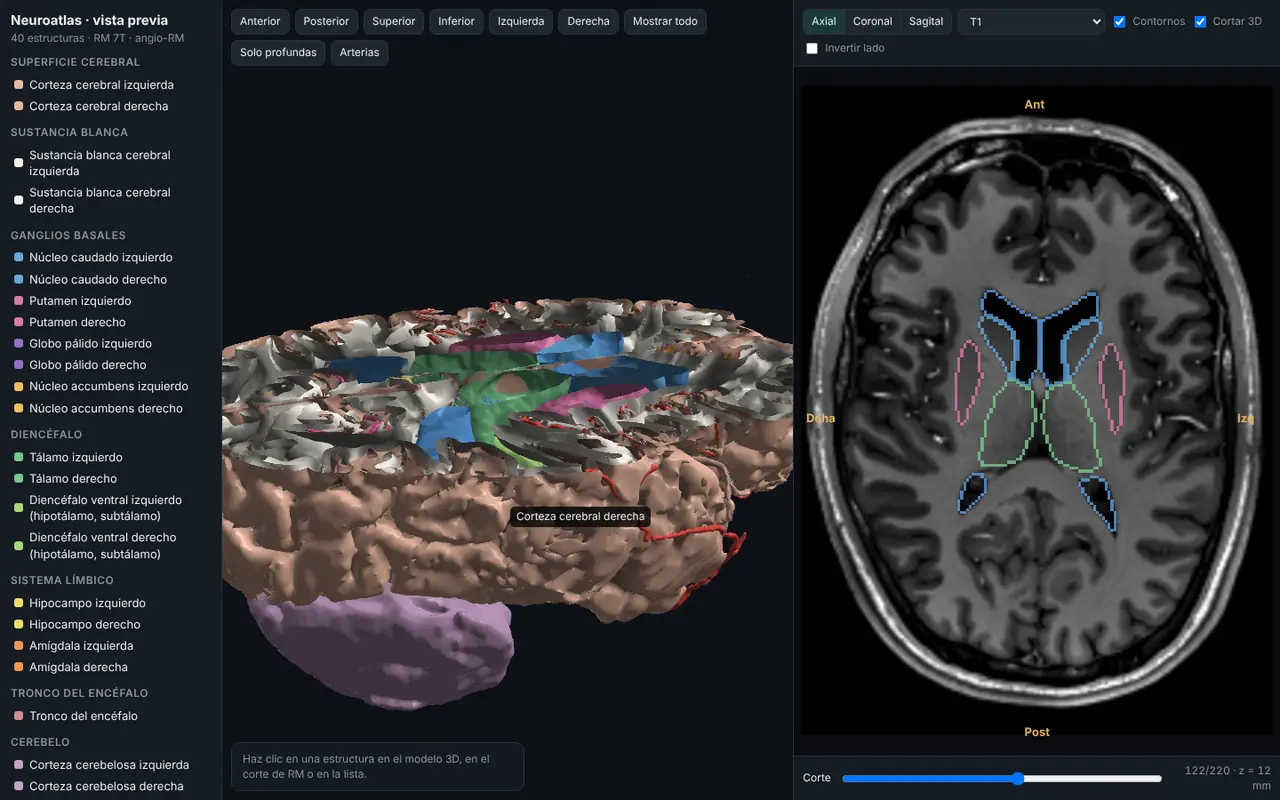 Neuroatlas · vista previa
40 estructuras · RM 7T · angio-RM
SUPERFICIE CEREBRAL
Corteza cerebral izquierda
Corteza cerebral derecha
SUSTANCIA BLANCA
Sustancia blanca cerebral
izquierda
Sustancia blanca cerebral
derecha
GANGLIOS BASALES
Núcleo caudado izquierdo
Núcleo caudado derecho
Putamen izquierdo
Putamen derecho
Globo pálido izquierdo
Globo pálido derecho
Núcleo accumbens izquierdo
Núcleo accumbens derecho
DIENCÉFALO
Tálamo izquierdo
Tálamo derecho
Diencéfalo ventral izquierdo
(hipotálamo, subtálamo)
Diencéfalo ventral derecho
(hipotálamo, subtálamo)
SISTEMA LÍMBICO
Hipocampo izquierdo
Hipocampo derecho
Amígdala izquierda
Amígdala derecha
TRONCO DEL ENCÉFALO
Tronco del encéfalo
CEREBELO
Corteza cerebelosa izquierda
Corteza cerebelosa derecha
Anterior Posterior Superior Inferior Izquierda Derecha Mostrar todo
Solo profundas Arterias
Corteza cerebral derecha
Haz clic en una estructura en el modelo 3D, en el
corte de RM o en la lista.
Axial Coronal Sagital T1 Contornos Cortar 3D
Invertir lado
Ant
Dcha Izq
Post
Corte 122/220 · z = 12
mm